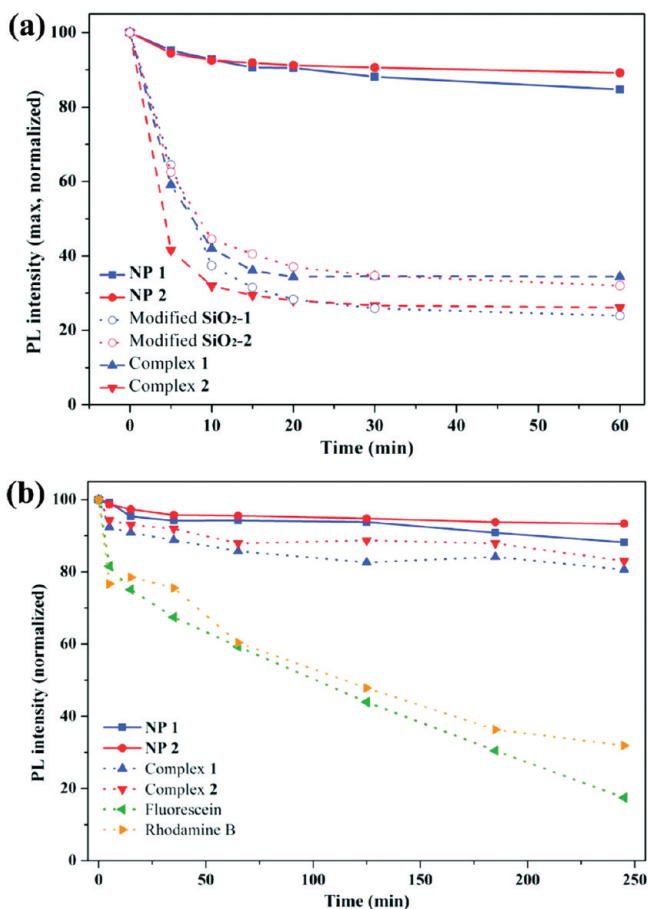 (a)
PL intensity (max, normalized)
100
80
60
40
20
0
NP 1
NP 2
Modified SiO₂-1
Modified SiO₂-2
Complex 1
Complex 2
0 10 20 30 40 50 60
Time (min)
(b)
PL intensity (normalized)
100
80
60
40
20
0
NP 1
NP 2
Complex 1
Complex 2
Fluorescein
Rhodamine B
0 50 100 150 200 250
Time (min)